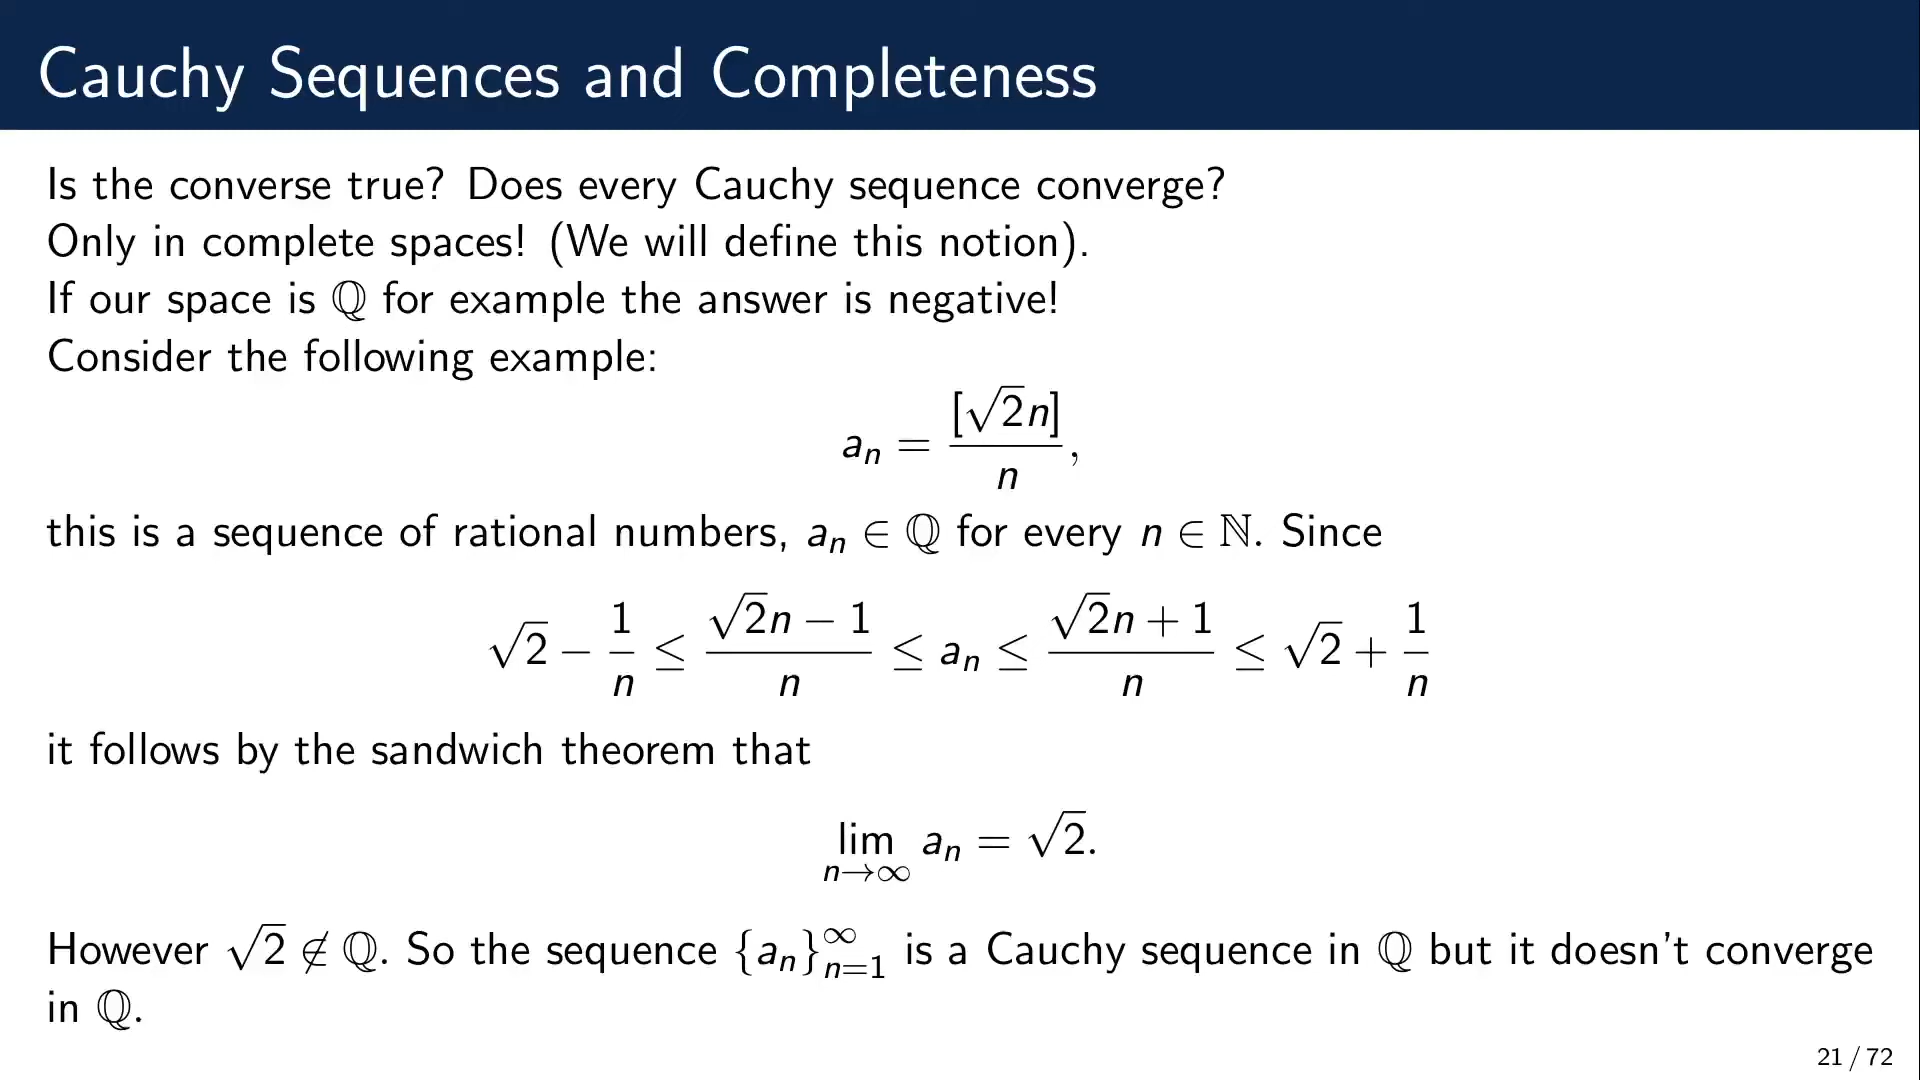 Cauchy Sequences and Completeness
Is the converse true? Does every Cauchy sequence converge?
Only in complete spaces! (We will define this notion).
If our space is ℚ for example the answer is negative!
Consider the following example:
aₙ = [√2n]/n,
this is a sequence of rational numbers, aₙ ∈ ℚ for every n ∈ ℕ. Since
√2 − 1/n ≤ (√2n − 1)/n ≤ aₙ ≤ (√2n + 1)/n ≤ √2 + 1/n
it follows by the sandwich theorem that
lim_{n→∞} aₙ = √2.
However √2 ∉ ℚ. So the sequence {aₙ}_{n=1}^∞ is a Cauchy sequence in ℚ but it doesn't converge
in ℚ.
21 / 72